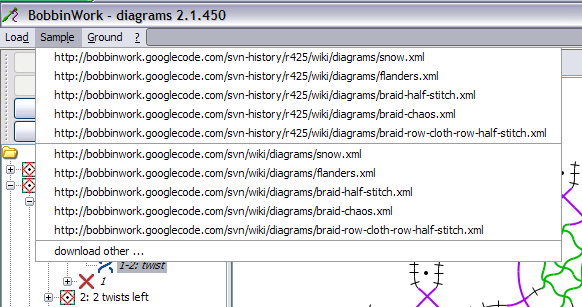 BobbinWork - diagrams 2.1.450
Load Sample Ground ?
http://bobbinwork.googlecode.com/svn-history/r425/wiki/diagrams/snow.xml
http://bobbinwork.googlecode.com/svn-history/r425/wiki/diagrams/flanders.xml
http://bobbinwork.googlecode.com/svn-history/r425/wiki/diagrams/braid-half-stitch.xml
http://bobbinwork.googlecode.com/svn-history/r425/wiki/diagrams/braid-chaos.xml
http://bobbinwork.googlecode.com/svn-history/r425/wiki/diagrams/braid-row-cloth-row-half-stitch.xml
http://bobbinwork.googlecode.com/svn/wiki/diagrams/snow.xml
http://bobbinwork.googlecode.com/svn/wiki/diagrams/flanders.xml
http://bobbinwork.googlecode.com/svn/wiki/diagrams/braid-half-stitch.xml
http://bobbinwork.googlecode.com/svn/wiki/diagrams/braid-chaos.xml
http://bobbinwork.googlecode.com/svn/wiki/diagrams/braid-row-cloth-row-half-stitch.xml
download other ...
1-2: twist
1
2: 2 twists left